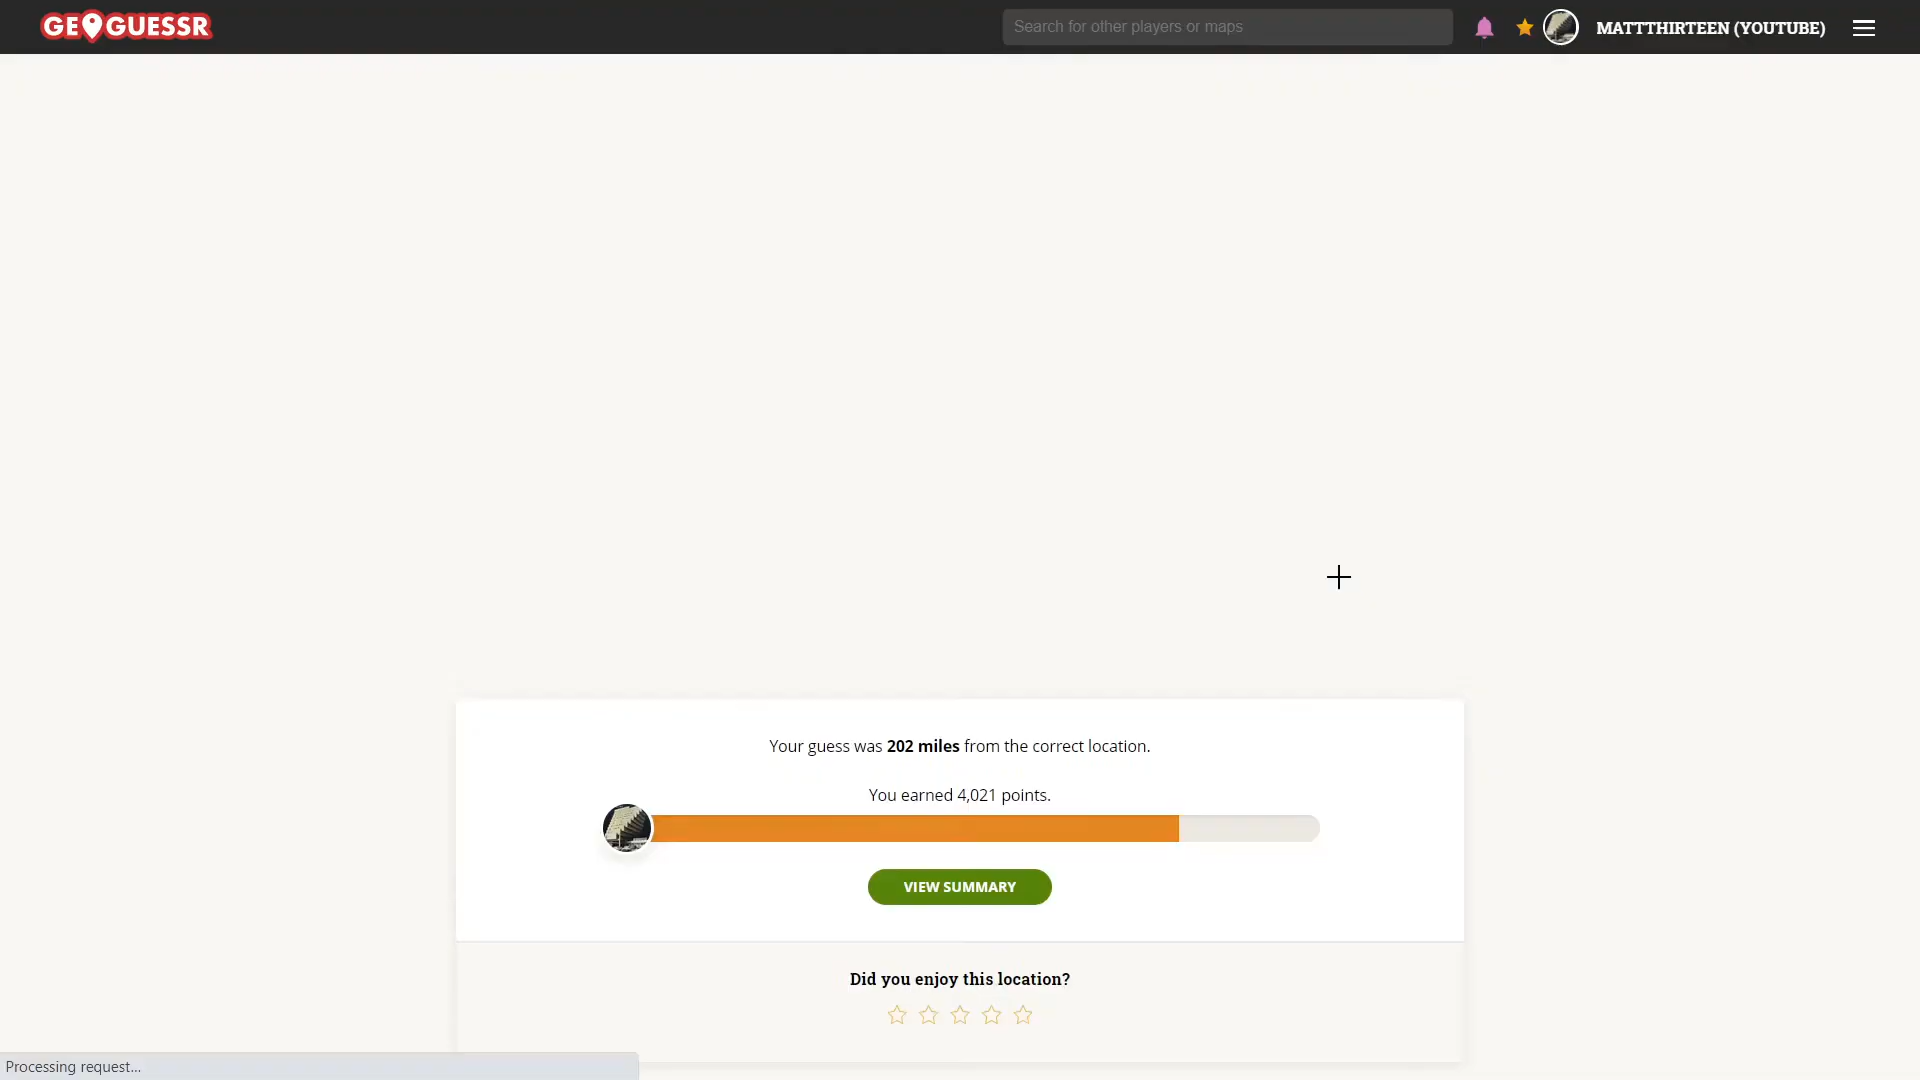 GEOGUESSR
Search for other players or maps
MATTTHIRTEEN (YOUTUBE)
Your guess was 202 miles from the correct location.
You earned 4,021 points.
VIEW SUMMARY
Did you enjoy this location?
Processing request...